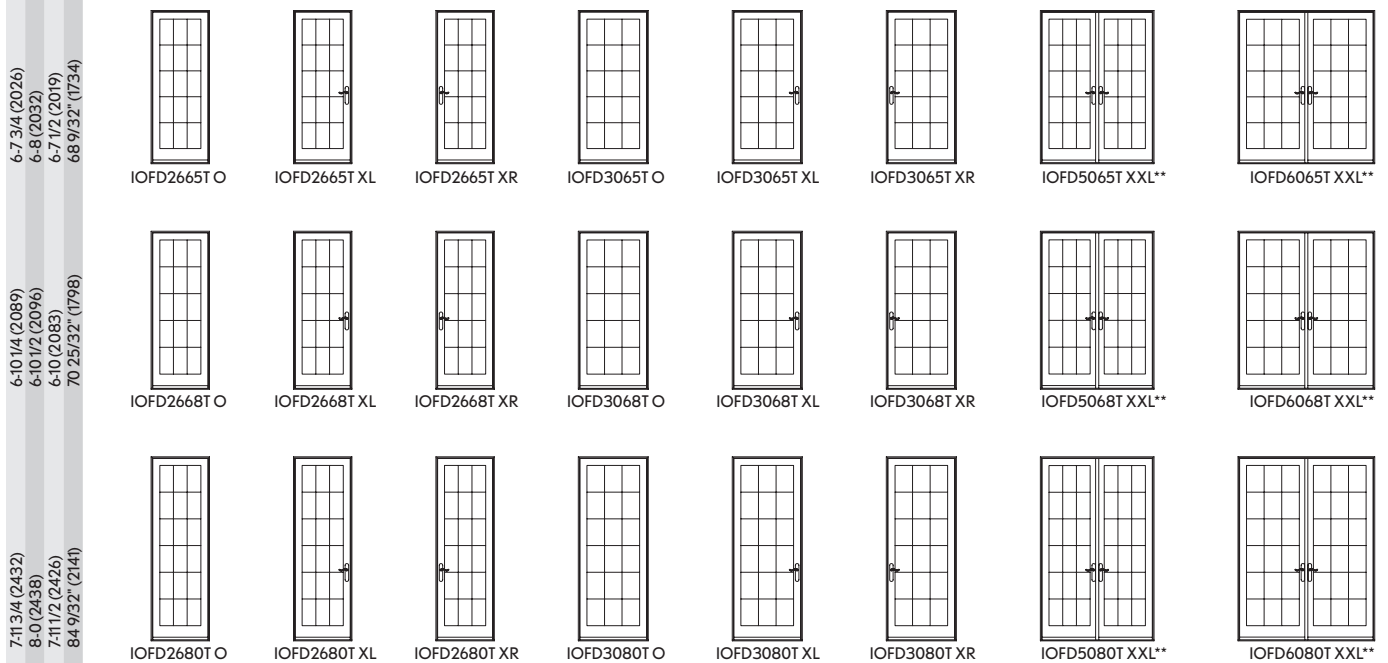 6-7 3/4 (2026)
6-8 (2032)
6-7 1/2 (2019)
68 9/32" (1734)
IOFD2665T O IOFD2665T XL IOFD2665T XR IOFD3065T O IOFD3065T XL IOFD3065T XR IOFD5065T XXL** IOFD6065T XXL**
6-10 1/4 (2089)
6-10 1/2 (2096)
6-10 (2083)
70 25/32" (1798)
IOFD2668T O IOFD2668T XL IOFD2668T XR IOFD3068T O IOFD3068T XL IOFD3068T XR IOFD5068T XXL** IOFD6068T XXL**
7-11 3/4 (2432)
8-0 (2438)
7-11 1/2 (2426)
84 9/32" (2141)
IOFD2680T O IOFD2680T XL IOFD2680T XR IOFD3080T O IOFD3080T XL IOFD3080T XR IOFD5080T XXL** IOFD6080T XXL**